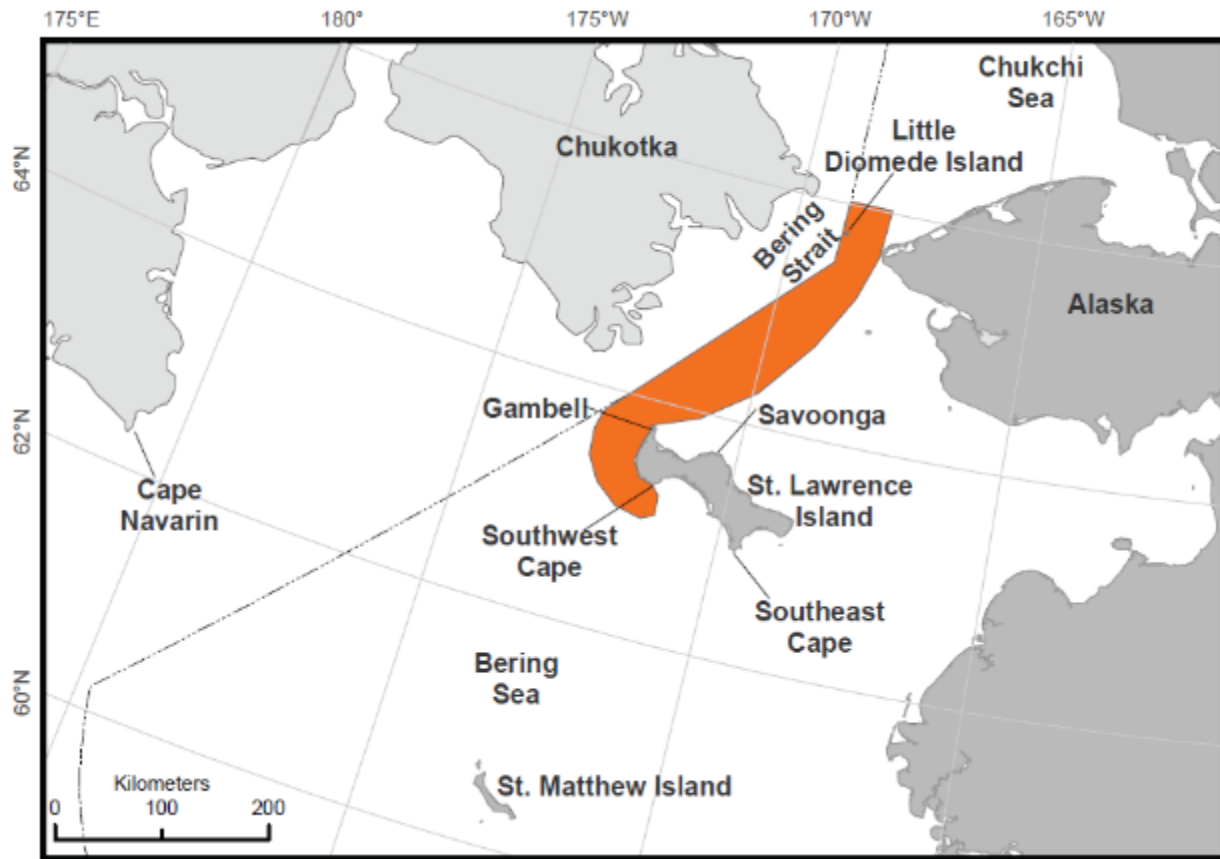 175°E
180°
175°W
170°W
165°W
Chukchi
Sea
Little
Diomede Island
Chukotka
64°N
Bering
Strait
Alaska
Gambell
Savoonga
62°N
Cape
Navarin
St. Lawrence
Island
Southwest
Cape
Southeast
Cape
60°N
Bering
Sea
St. Matthew Island
Kilometers
0 100 200